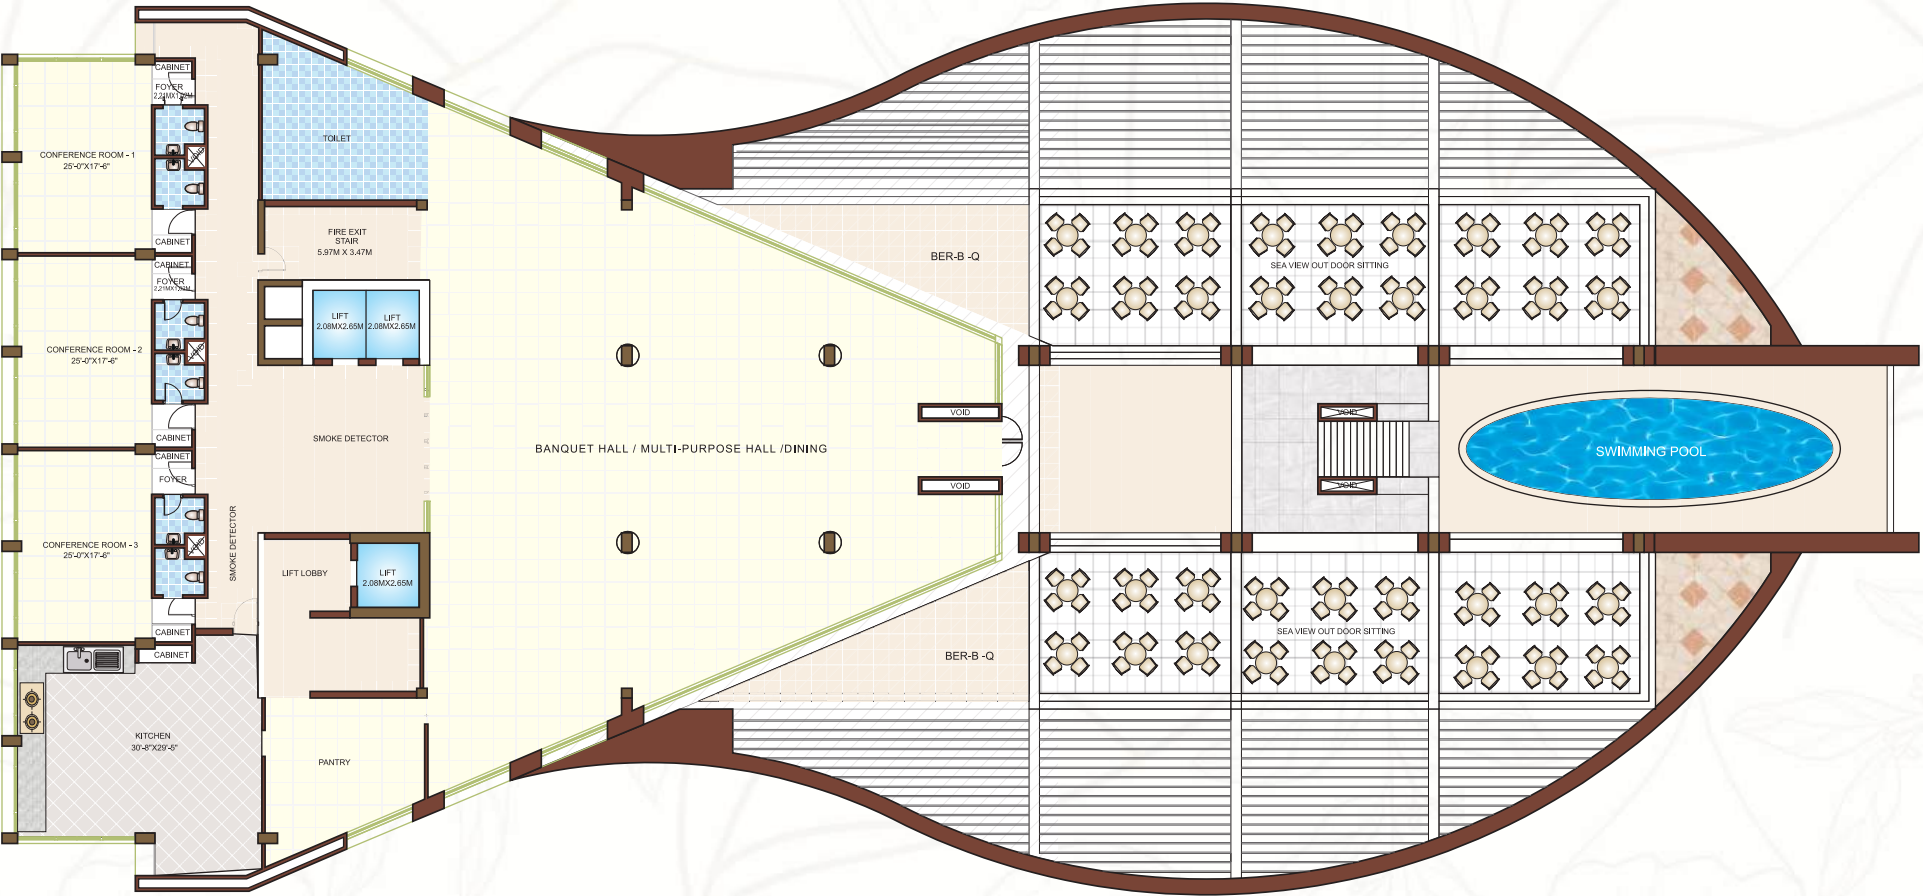 CABINET
FOYER
CONFERENCE ROOM - 1
25'-0"X17'-6"
VOID
CABINET
TOILET
FIRE EXIT
STAIR
5.97M X 3.47M
CABINET
FOYER
CONFERENCE ROOM - 2
25'-0"X17'-6"
VOID
CABINET
LIFT
2.08MX2.65M
LIFT
2.08MX2.65M
SMOKE DETECTOR
CABINET
FOYER
CONFERENCE ROOM - 3
25'-0"X17'-6"
VOID
CABINET
CABINET
SMOKE DETECTOR
LIFT LOBBY
LIFT
2.08MX2.65M
KITCHEN
30'-8"X29'-5"
PANTRY
BANQUET HALL / MULTI-PURPOSE HALL /DINING
VOID
VOID
BER-B -Q
BER-B -Q
SEA VIEW OUT DOOR SITTING
VOID
VOID
SWIMMING POOL
SEA VIEW OUT DOOR SITTING